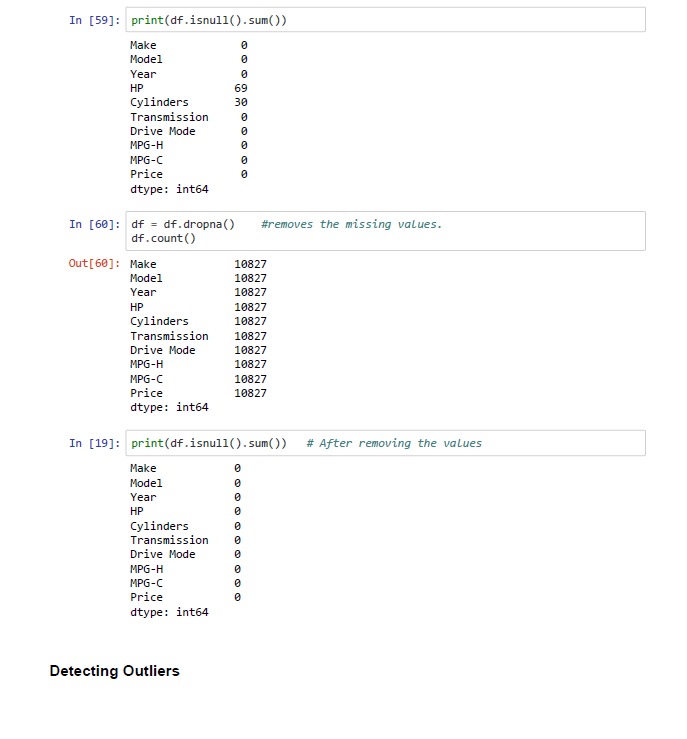 In [59]: print(df.isnull().sum())
Make 0
Model 0
Year 0
HP 69
Cylinders 30
Transmission 0
Drive Mode 0
MPG-H 0
MPG-C 0
Price 0
dtype: int64
In [60]: df = df.dropna() #removes the missing values.
df.count()
Out[60]: Make 10827
Model 10827
Year 10827
HP 10827
Cylinders 10827
Transmission 10827
Drive Mode 10827
MPG-H 10827
MPG-C 10827
Price 10827
dtype: int64
In [19]: print(df.isnull().sum()) # After removing the values
Make 0
Model 0
Year 0
HP 0
Cylinders 0
Transmission 0
Drive Mode 0
MPG-H 0
MPG-C 0
Price 0
dtype: int64
Detecting Outliers